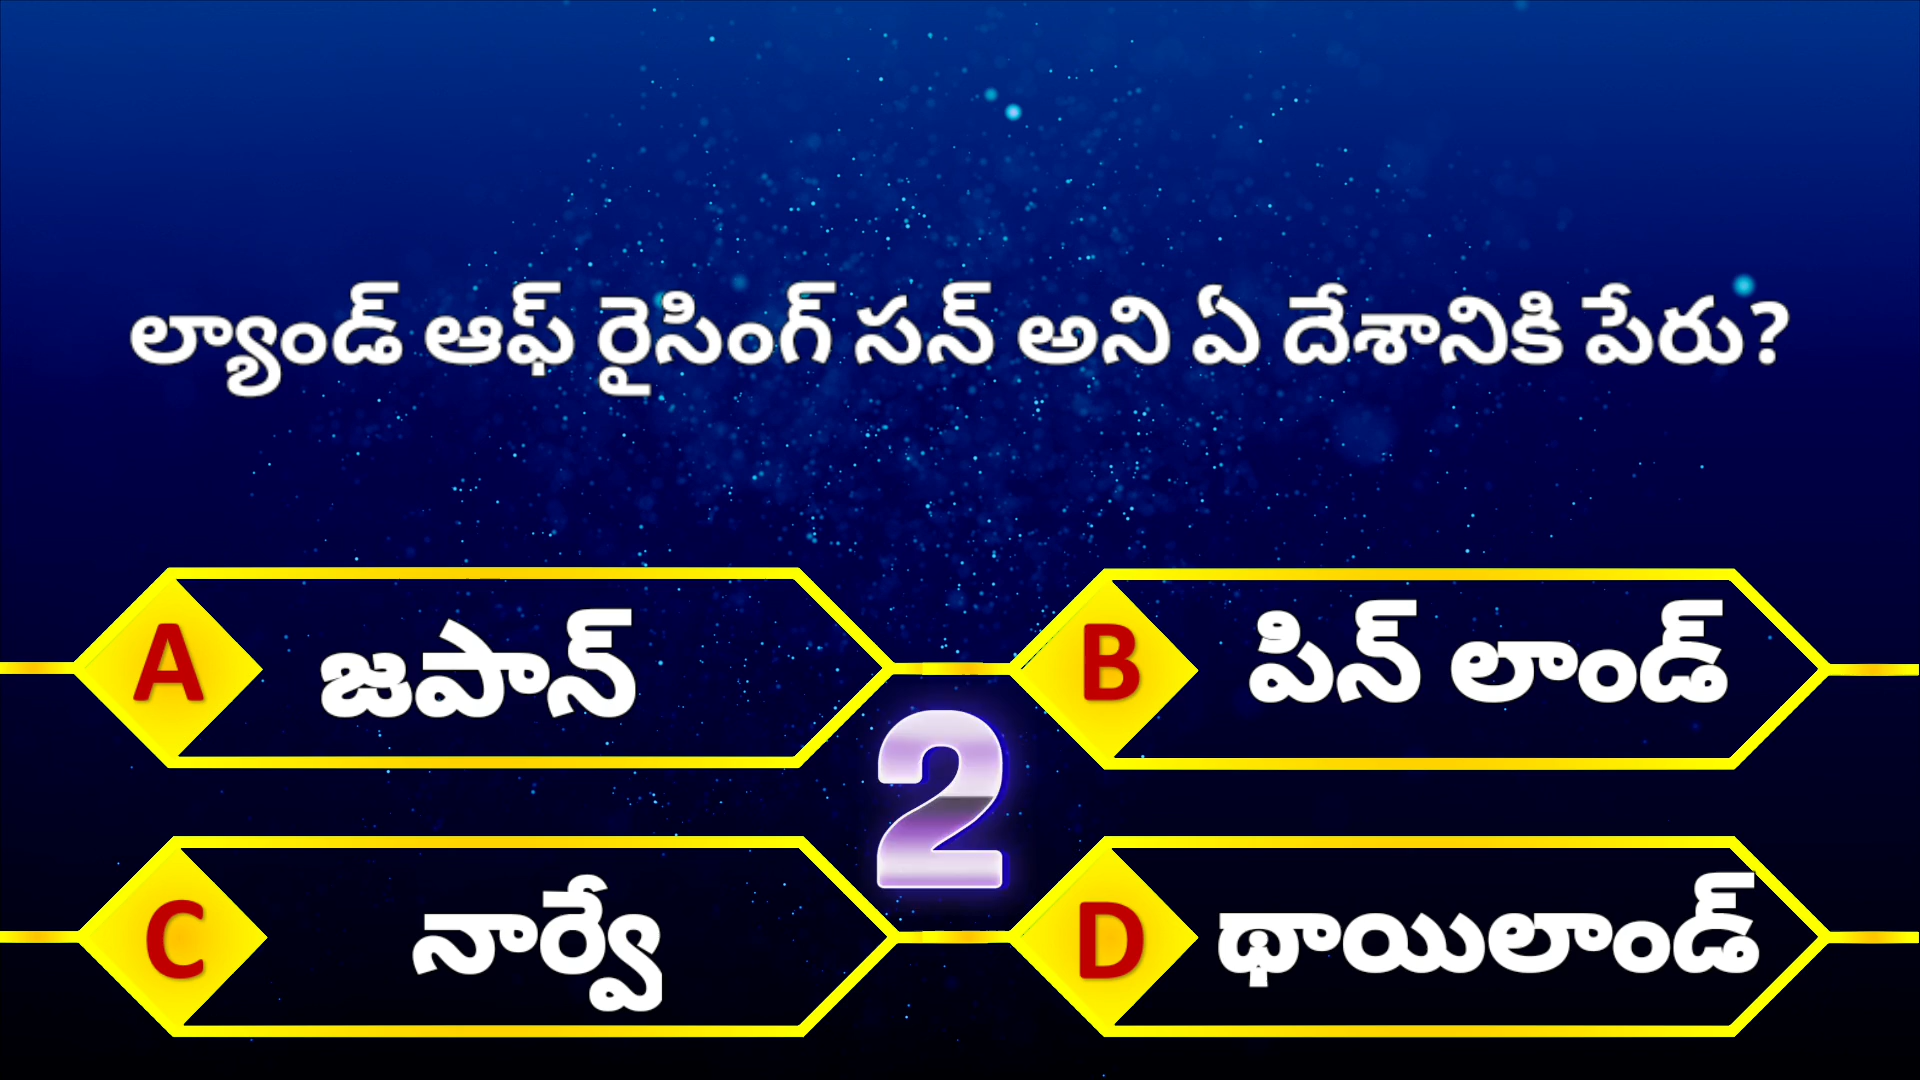 ల్యాండ్ ఆఫ్ రైసింగ్ సన్ అని ఏ దేశానికి పేరు?
A జపాన్
B పిన్ లాండ్
2
C నార్వే
D థాయిలాండ్